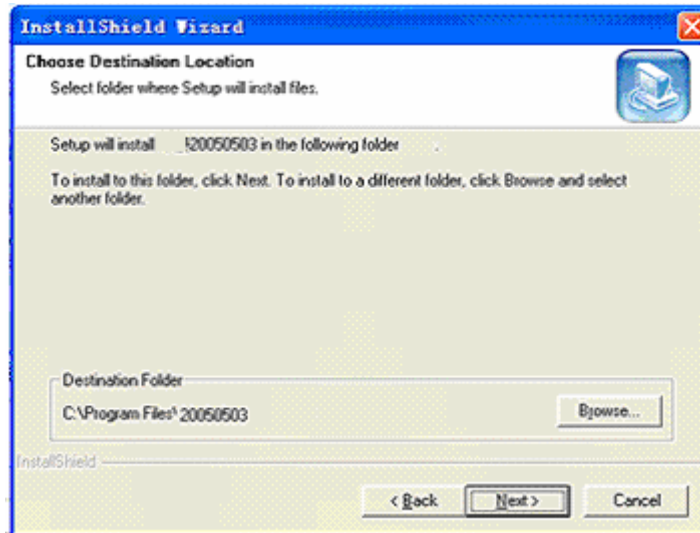 InstallShield Wizard
Choose Destination Location
Select folder where Setup will install files.
Setup will install 20050503 in the following folder
To install to this folder, click Next. To install to a different folder, click Browse and select
another folder.
Destination Folder
C:\Program Files\ 20050503
Browse...
InstallShield
< Back
Next >
Cancel